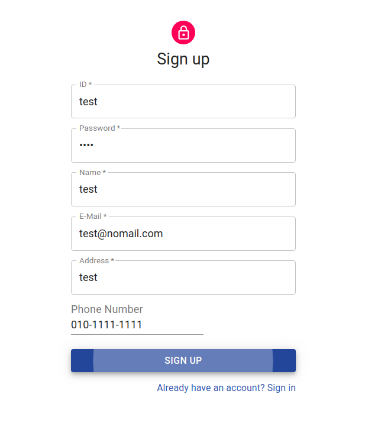 Sign up
ID *
test
Password *
••••
Name *
test
E-Mail *
test@nomail.com
Address *
test
Phone Number
010-1111-1111
SIGN UP
Already have an account? Sign in